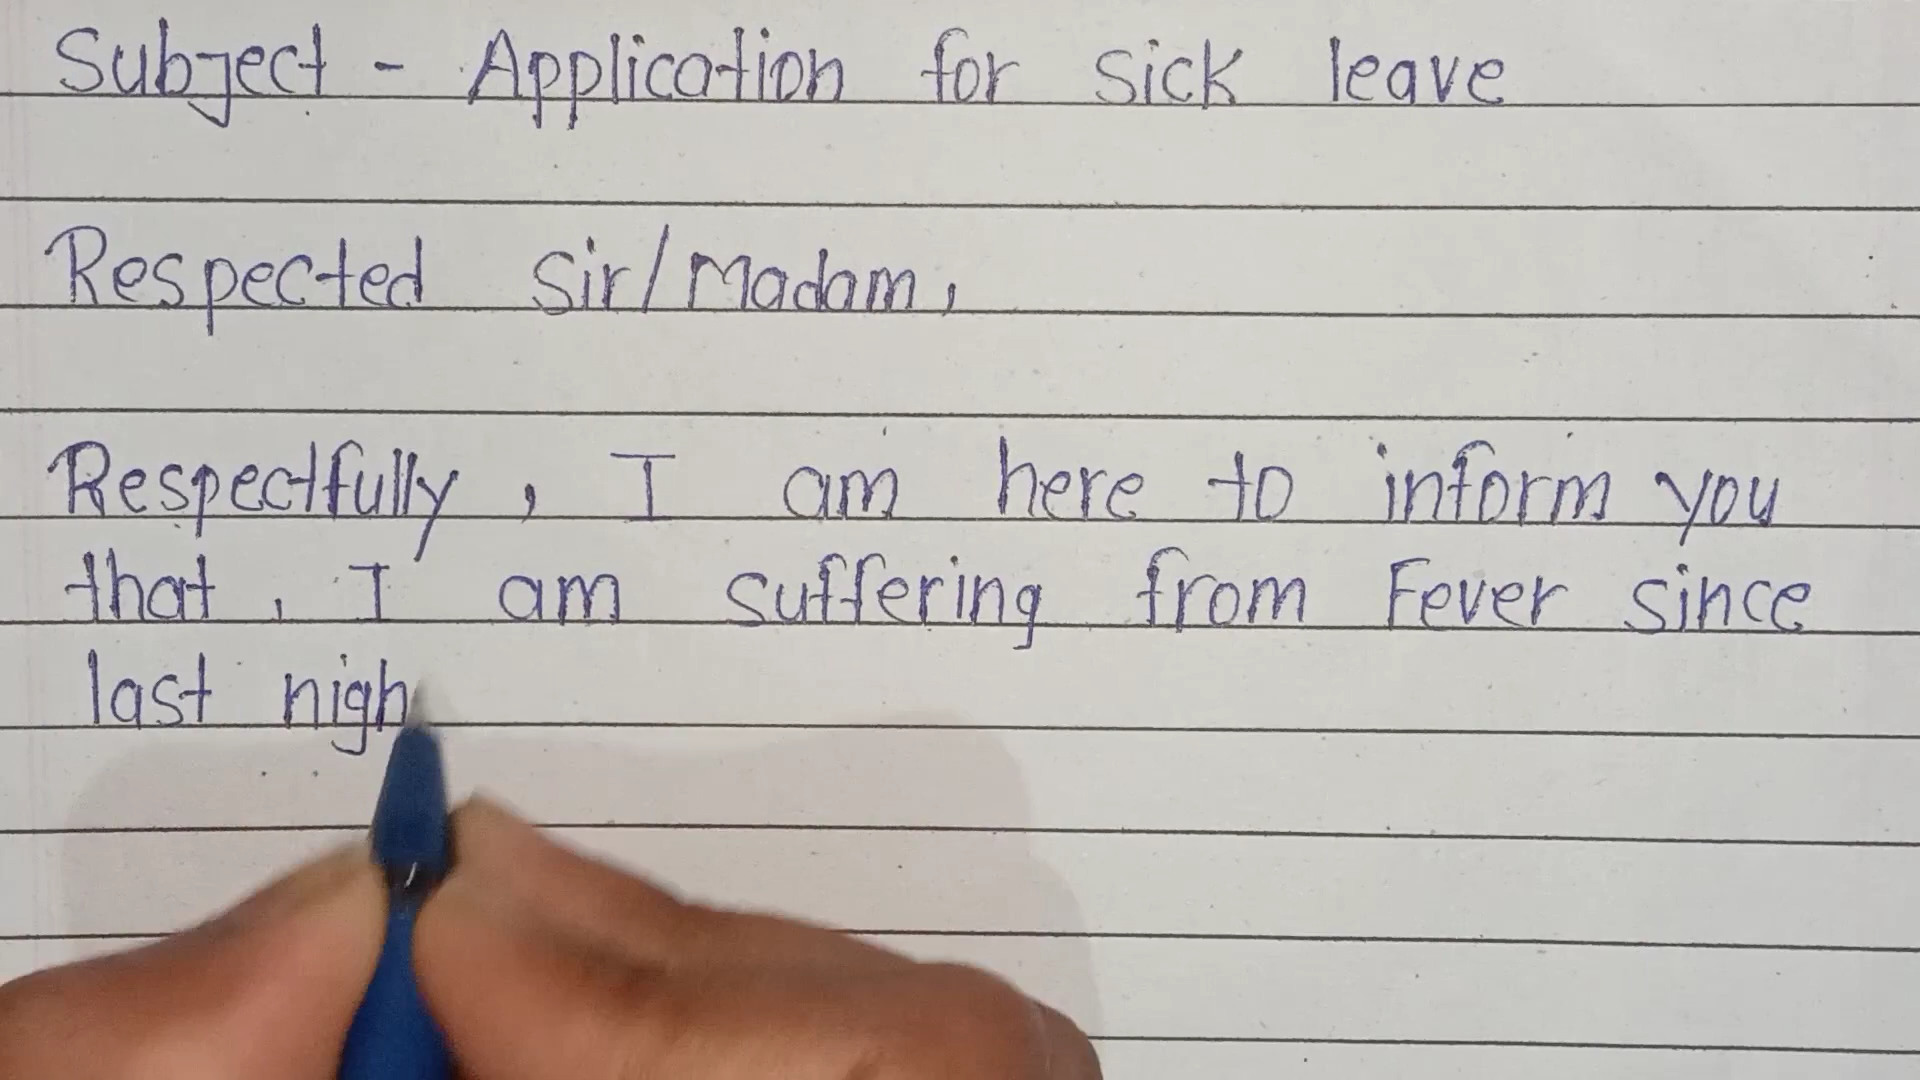 Subject - Application for sick leave
Respected Sir/Madam,
Respectfully, I am here to inform you
that, I am suffering from Fever since
last nigh